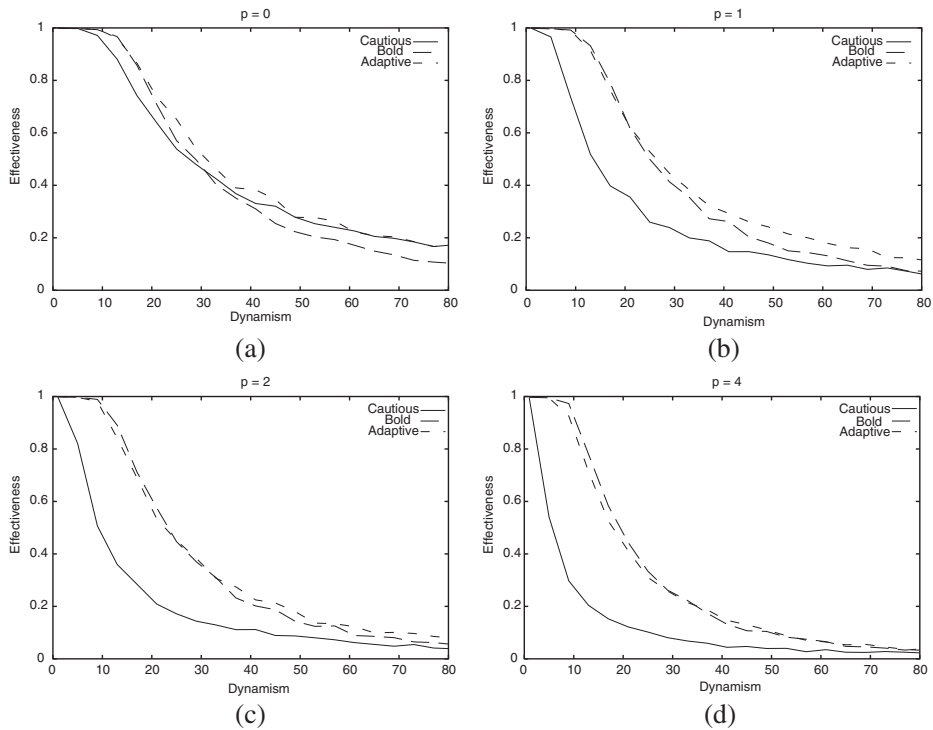 p = 0
Effectiveness
1
0.8
0.6
0.4
0.2
0
0 10 20 30 40 50 60 70 80
Dynamism
Cautious
Bold
Adaptive
(a)
p = 1
Effectiveness
1
0.8
0.6
0.4
0.2
0
0 10 20 30 40 50 60 70 80
Dynamism
Cautious
Bold
Adaptive
(b)
p = 2
Effectiveness
1
0.8
0.6
0.4
0.2
0
0 10 20 30 40 50 60 70 80
Dynamism
Cautious
Bold
Adaptive
(c)
p = 4
Effectiveness
1
0.8
0.6
0.4
0.2
0
0 10 20 30 40 50 60 70 80
Dynamism
Cautious
Bold
Adaptive
(d)